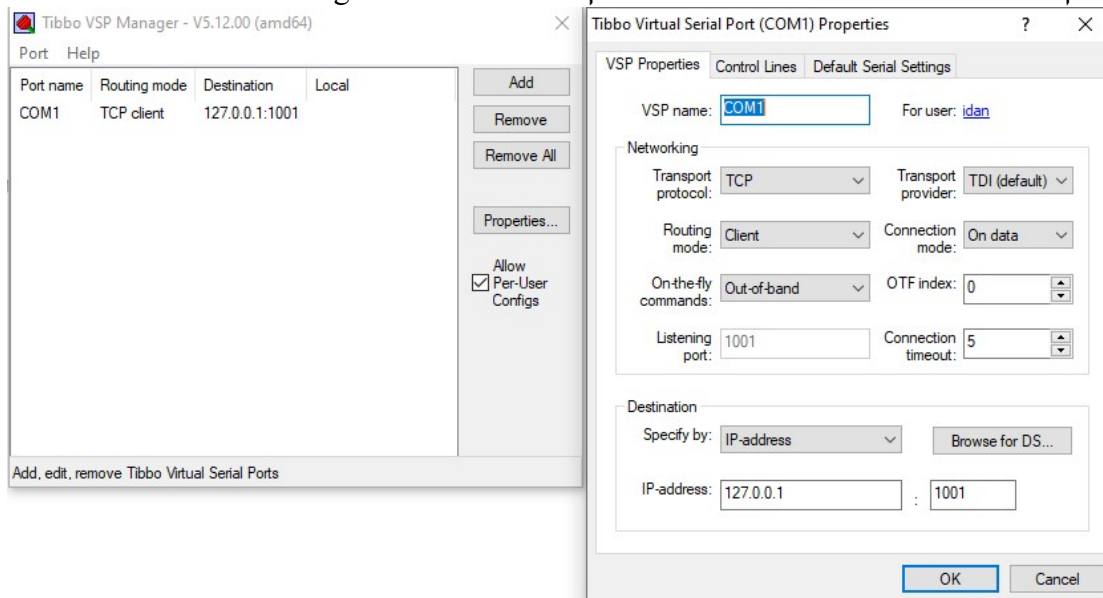 Tibbo VSP Manager - V5.12.00 (amd64)
Port Help
Port name Routing mode Destination Local
COM1 TCP client 127.0.0.1:1001
Add
Remove
Remove All
Properties...
Allow
Per-User
Configs
Add, edit, remove Tibbo Virtual Serial Ports
Tibbo Virtual Serial Port (COM1) Properties ?
VSP Properties Control Lines Default Serial Settings
VSP name: COM1 For user: idan
Networking
Transport protocol: TCP Transport provider: TDI (default)
Routing mode: Client Connection mode: On data
On-the-fly commands: Out-of-band OTF index: 0
Listening port: 1001 Connection timeout: 5
Destination
Specify by: IP-address Browse for DS...
IP-address: 127.0.0.1 : 1001
OK Cancel